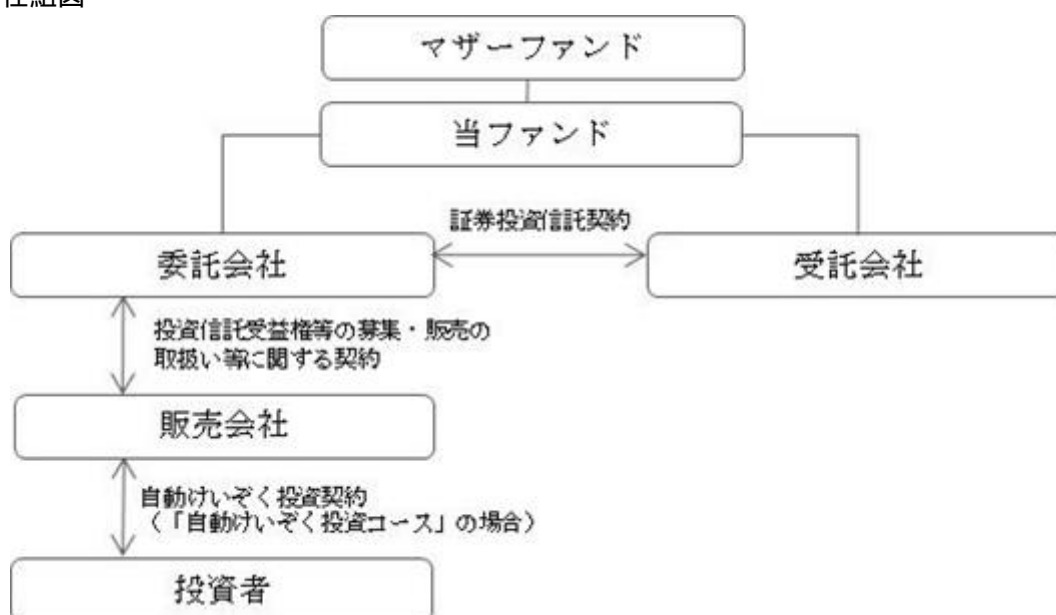 仕組図
マザーファンド
当ファンド
証券投資信託契約
委託会社
受託会社
投資信託受益権等の募集・販売の
取扱い等に関する契約
販売会社
自動けいぞく投資契約
(「自動けいぞく投資コース」の場合)
投資者